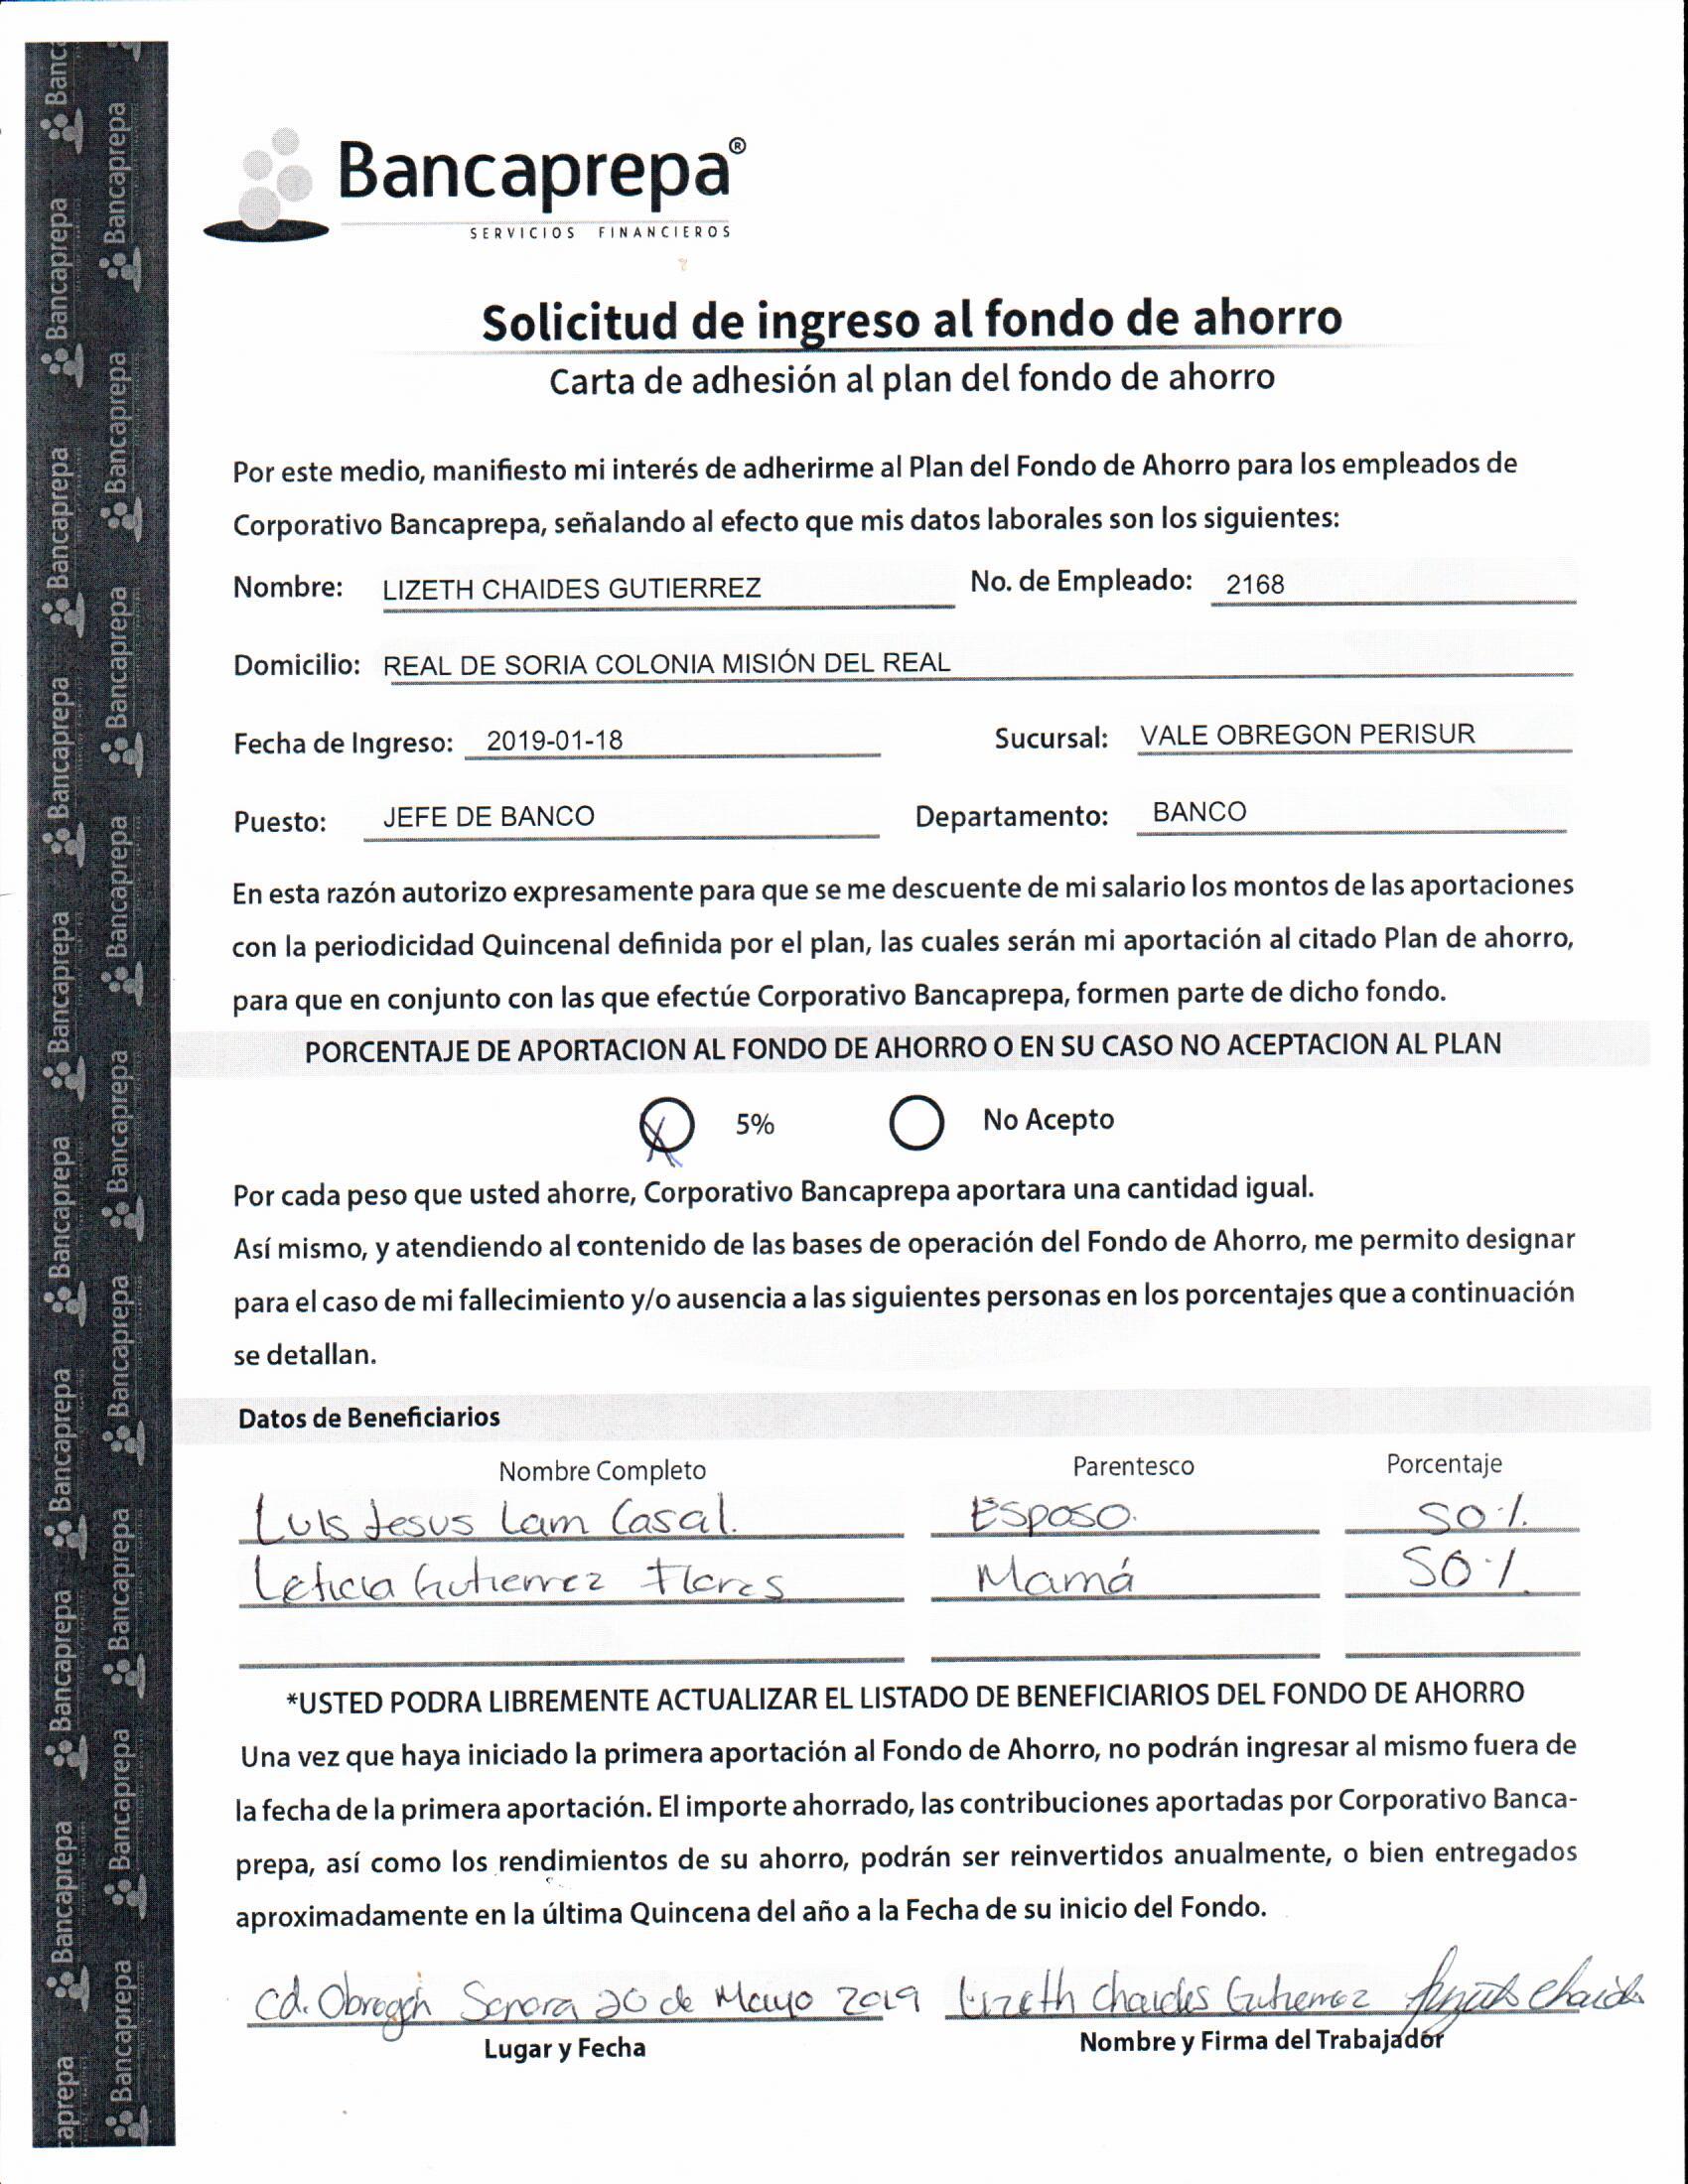 Bancaprepa®
SERVICIOS FINANCIEROS
Solicitud de ingreso al fondo de ahorro
Carta de adhesión al plan del fondo de ahorro
Por este medio, manifiesto mi interés de adherirme al Plan del Fondo de Ahorro para los empleados de
Corporativo Bancaprepa, señalando al efecto que mis datos laborales son los siguientes:
Nombre: LIZETH CHAIDES GUTIERREZ No. de Empleado: 2168
Domicilio: REAL DE SORIA COLONIA MISIÓN DEL REAL
Fecha de Ingreso: 2019-01-18 Sucursal: VALE OBREGON PERISUR
Puesto: JEFE DE BANCO Departamento: BANCO
En esta razón autorizo expresamente para que se me descuente de mi salario los montos de las aportaciones
con la periodicidad Quincenal definida por el plan, las cuales serán mi aportación al citado Plan de ahorro,
para que en conjunto con las que efectúe Corporativo Bancaprepa, formen parte de dicho fondo.
PORCENTAJE DE APORTACION AL FONDO DE AHORRO O EN SU CASO NO ACEPTACION AL PLAN
X 5% No Acepto
Por cada peso que usted ahorre, Corporativo Bancaprepa aportara una cantidad igual.
Así mismo, y atendiendo al contenido de las bases de operación del Fondo de Ahorro, me permito designar
para el caso de mi fallecimiento y/o ausencia a las siguientes personas en los porcentajes que a continuación
se detallan.
Datos de Beneficiarios
Nombre Completo Parentesco Porcentaje
Luis Jesus Lam Casal. Esposo. 50%.
Leticia Gutierrez Flores Mamá 50%
*USTED PODRA LIBREMENTE ACTUALIZAR EL LISTADO DE BENEFICIARIOS DEL FONDO DE AHORRO
Una vez que haya iniciado la primera aportación al Fondo de Ahorro, no podrán ingresar al mismo fuera de
la fecha de la primera aportación. El importe ahorrado, las contribuciones aportadas por Corporativo Banca-
prepa, así como los rendimientos de su ahorro, podrán ser reinvertidos anualmente, o bien entregados
aproximadamente en la última Quincena del año a la Fecha de su inicio del Fondo.
Cd. Obregón Sonora 20 de Mayo 2019 Lizeth Chaides Gutierrez Lizeth Chaides
Lugar y Fecha Nombre y Firma del Trabajador